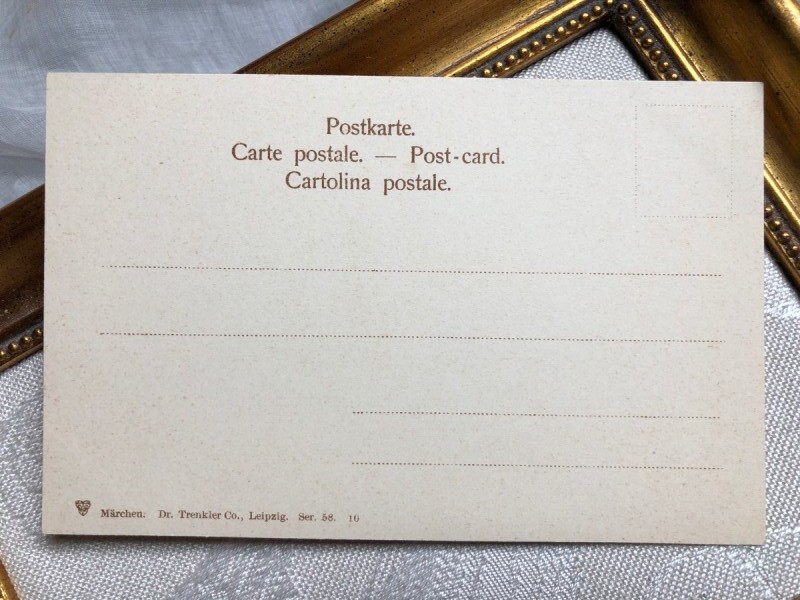 Postkarte.
Carte postale. — Post-card.
Cartolina postale.
Märchen. Dr. Trenkler Co., Leipzig. Ser. 58. 10